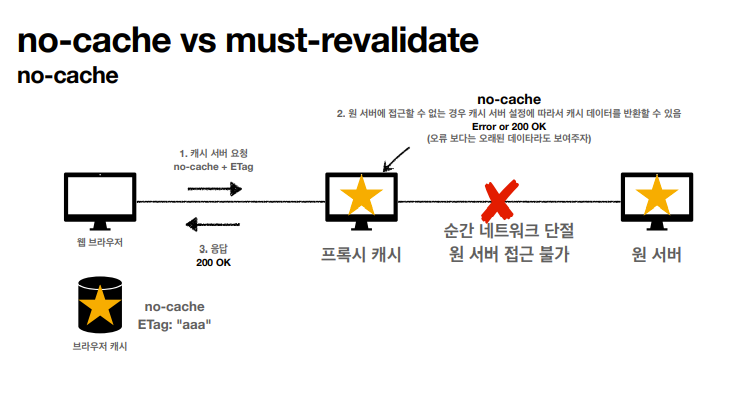 no-cache vs must-revalidate
no-cache
no-cache
2. 원 서버에 접근할 수 없는 경우 캐시 서버 설정에 따라서 캐시 데이터를 반환할 수 있음
Error or 200 OK
(오류 보다는 오래된 데이타라도 보여주자)
1. 캐시 서버 요청
no-cache + ETag
웹 브라우저
3. 응답
200 OK
프록시 캐시
순간 네트워크 단절
원 서버 접근 불가
원 서버
no-cache
ETag: "aaa"
브라우저 캐시